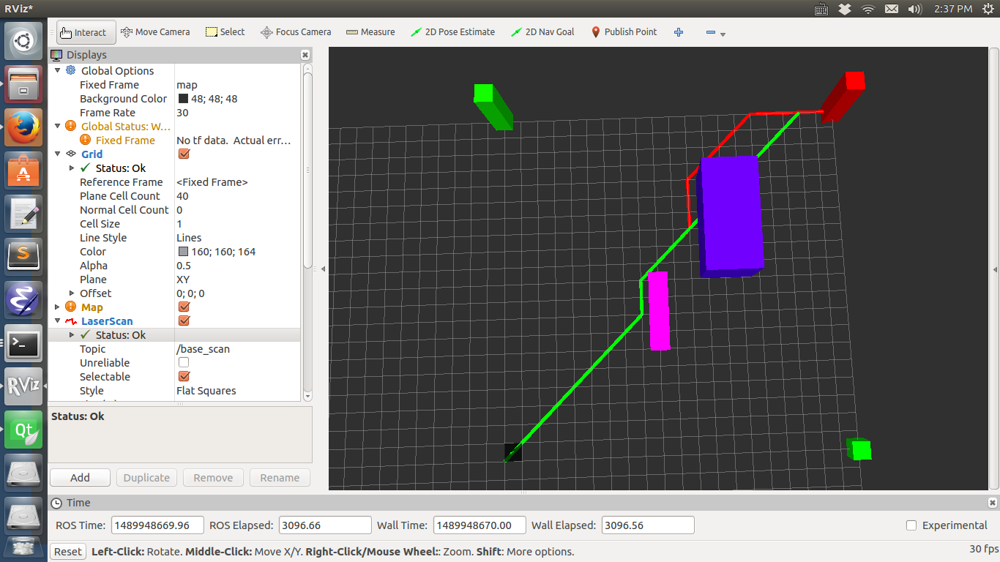 RViz*
2:37 PM
Interact Move Camera Select Focus Camera Measure 2D Pose Estimate 2D Nav Goal Publish Point
Displays
Global Options
Fixed Frame map
Background Color 48; 48; 48
Frame Rate 30
Global Status: W...
Fixed Frame No tf data. Actual err...
Grid
Status: Ok
Reference Frame <Fixed Frame>
Plane Cell Count 40
Normal Cell Count 0
Cell Size 1
Line Style Lines
Color 160; 160; 164
Alpha 0.5
Plane XY
Offset 0; 0; 0
Map
LaserScan
Status: Ok
Topic /base_scan
Unreliable
Selectable
Style Flat Squares
Status: Ok
Add Duplicate Remove Rename
Time
ROS Time: 1489948669.96 ROS Elapsed: 3096.66 Wall Time: 1489948670.00 Wall Elapsed: 3096.56 Experimental
Reset Left-Click: Rotate. Middle-Click: Move X/Y. Right-Click/Mouse Wheel:: Zoom. Shift: More options. 30 fps
A
S
>_
RViz
Qt